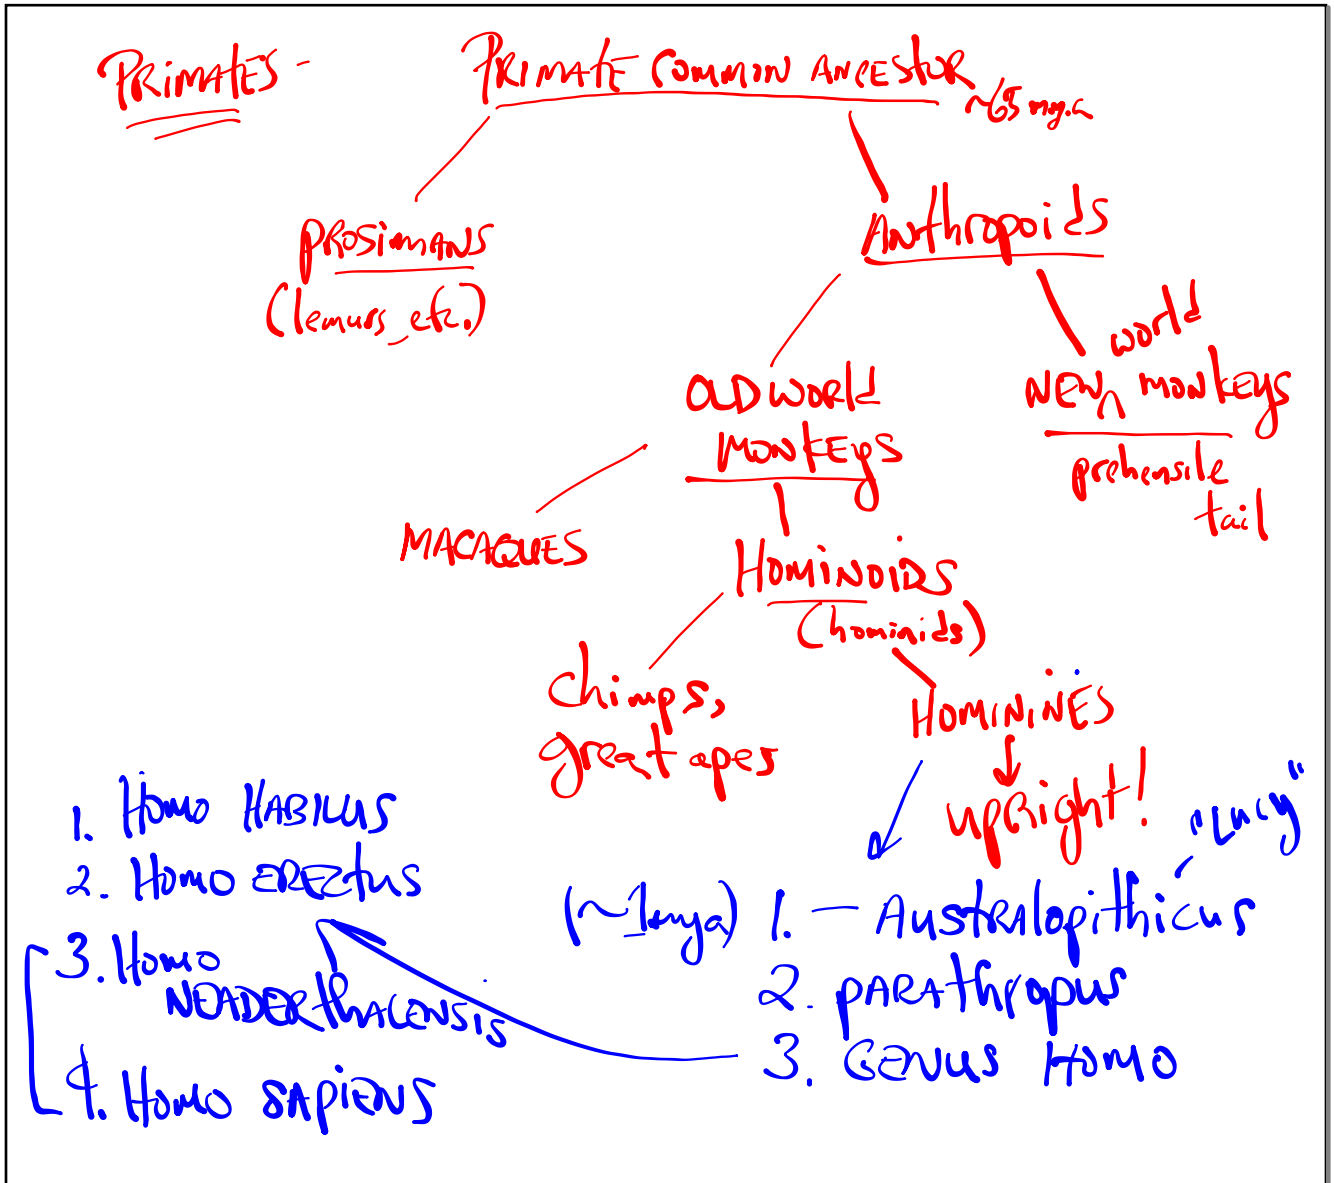 PRIMATES -
PRIMATE COMMON ANCESTOR
~65 mya
PROSIMANS
(lemurs, etc.)
Anthropoids
OLD WORLD
MONKEYS
world
NEW ^ MONKEYS
prehensile
tail
MACAQUES
HOMINOIDS
(hominids)
Chimps,
great apes
HOMININES
UPRight!
"Lucy"
1. Homo HABILUS
2. Homo ERECtus
3. Homo
NEADERthALENSIS
4. Homo SAPIENS
(~1mya) 1. — AUStRAlopithicus
2. PARAthropus
3. GENUS Homo